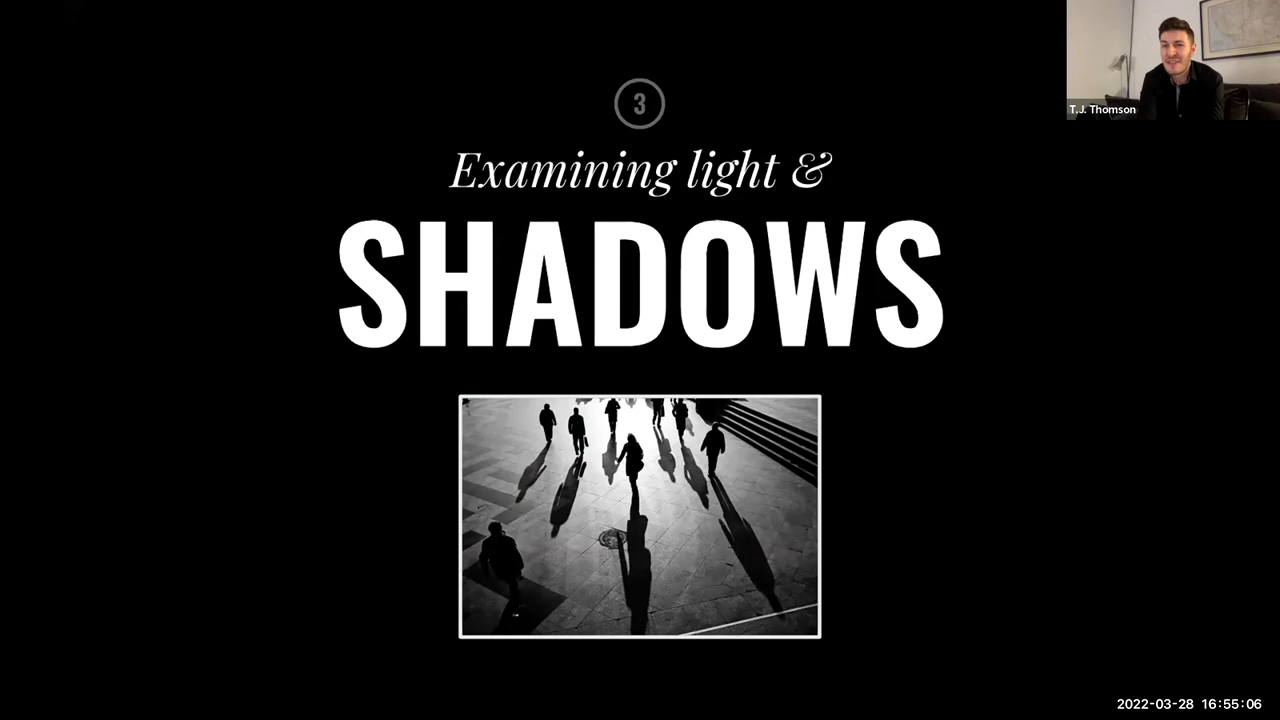 3
Examining light &
SHADOWS
T.J. Thomson
2022-03-28 16:55:06